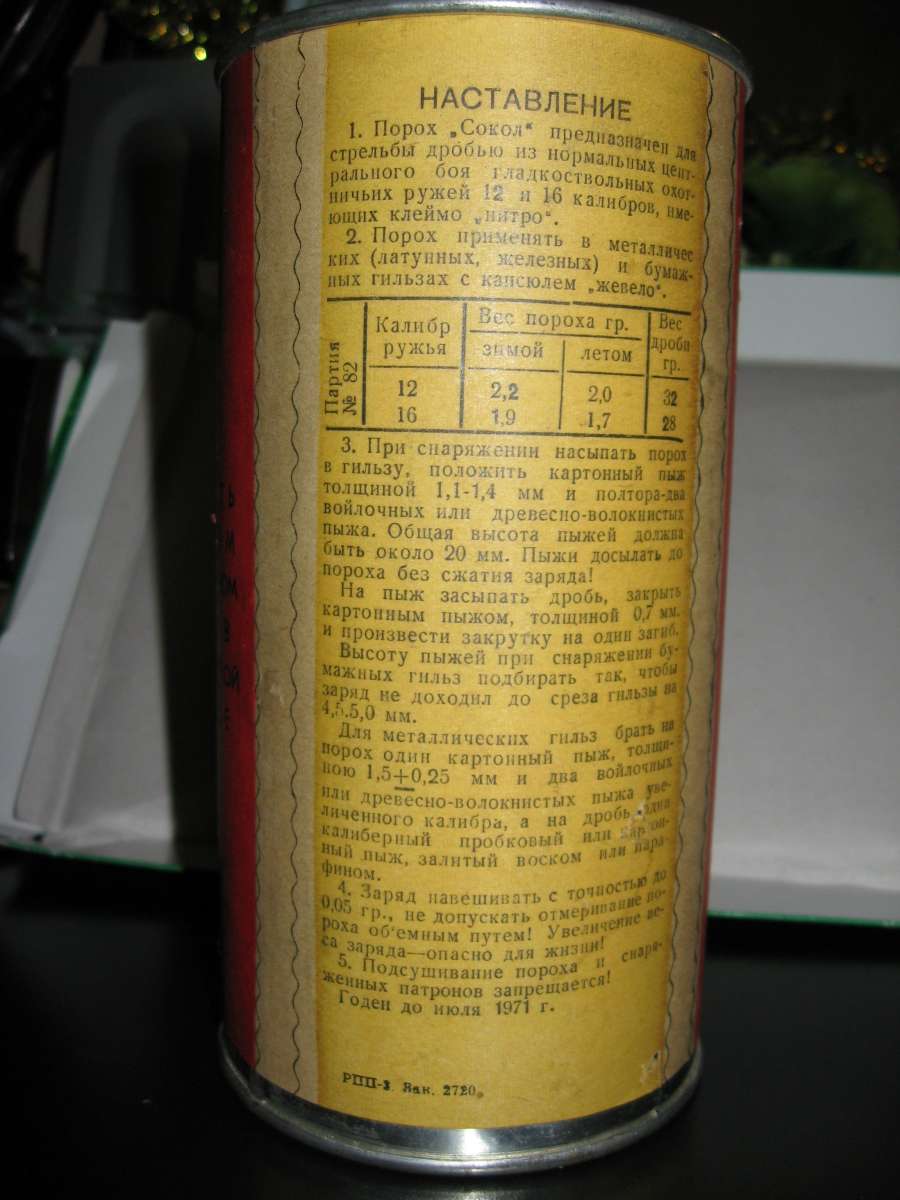 НАСТАВЛЕНИЕ
1. Порох „Сокол“ предназначен для
стрельбы дробью из нормальных цент-
рального боя гладкоствольных охот-
ничьих ружей 12 и 16 калибров, име-
ющих клеймо „нитро“.
2. Порох применять в металличес
ких (латунных, железных) и бумаж-
ных гильзах с капсюлем „жевело“.
Партия
№ 82
Калибр
ружья
Вес пороха гр.
Вес
дроби
гр.
зимой летом
12 2,2 2,0 32
16 1,9 1,7 28
3. При снаряжении насыпать порох
в гильзу, положить картонный пыж
толщиной 1,1-1,4 мм и полтора-два
войлочных или древесно-волокнистых
пыжа. Общая высота пыжей должна
быть около 20 мм. Пыжи досылать до
пороха без сжатия заряда!
На пыж засыпать дробь, закрыть
картонным пыжом, толщиной 0,7 мм.
и произвести закрутку на один загиб.
Высоту пыжей при снаряжении бу-
мажных гильз подбирать так, чтобы
заряд не доходил до среза гильзы на
4,5.5,0 мм.
Для металлических гильз брать на
порох один картонный пыж, толщи-
ною 1,5+0,25 мм и два войлочных
или древесно-волокнистых пыжа уве-
личенного калибра, а на дробь одна
калиберный пробковый или картон-
ный пыж, залитый воском или пара-
фином.
4. Заряд навешивать с точностью до
0,05 гр., не допускать отмеривание по-
роха об‘емным путем! Увеличение ве-
са заряда—опасно для жизни!
5. Подсушивание пороха и снаря-
женных патронов запрещается!
Годен до июля 1971 г.
РПП-3. Зак. 2720.